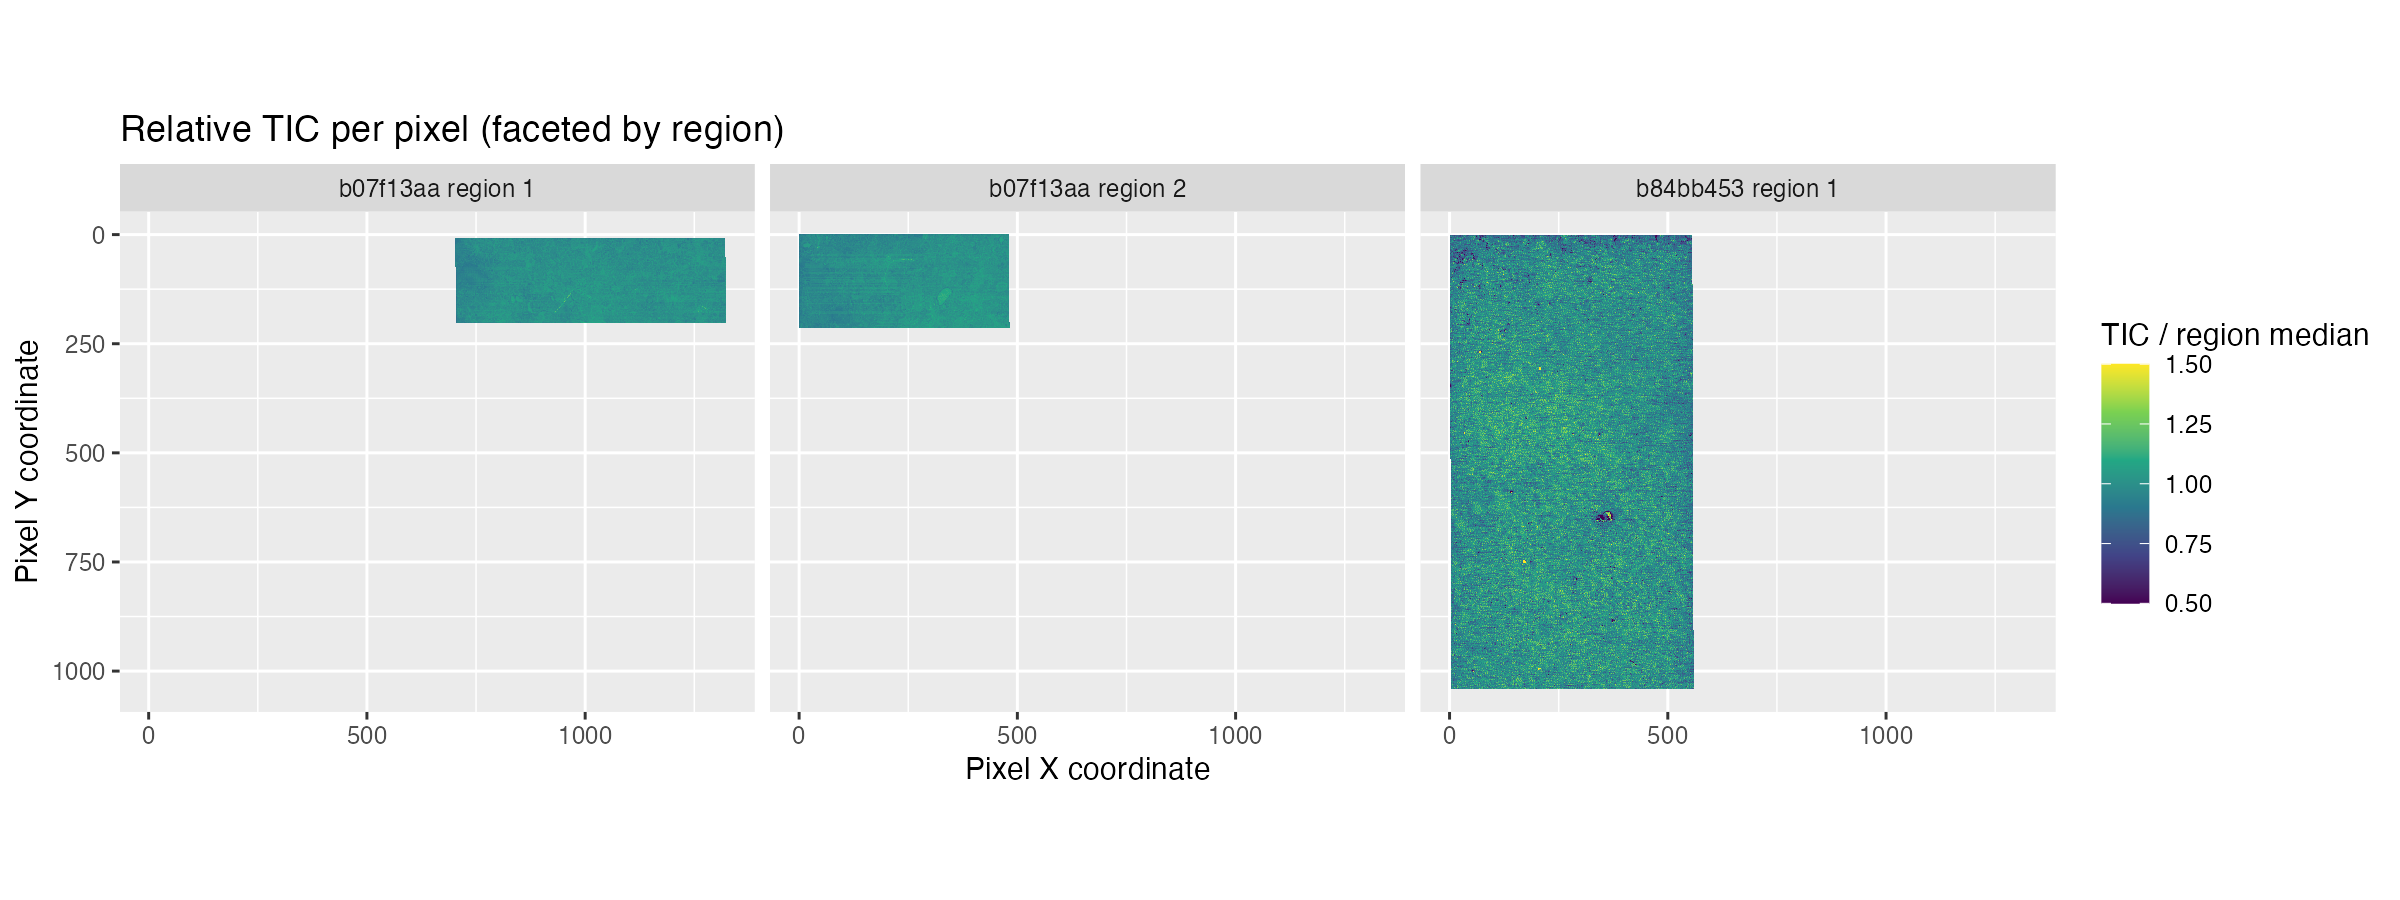 Relative TIC per pixel (faceted by region)
b07f13aa region 1
b07f13aa region 2
b84bb453 region 1
Pixel Y coordinate
0
250
500
750
1000
0 500 1000
0 500 1000
0 500 1000
Pixel X coordinate
TIC / region median
1.50
1.25
1.00
0.75
0.50